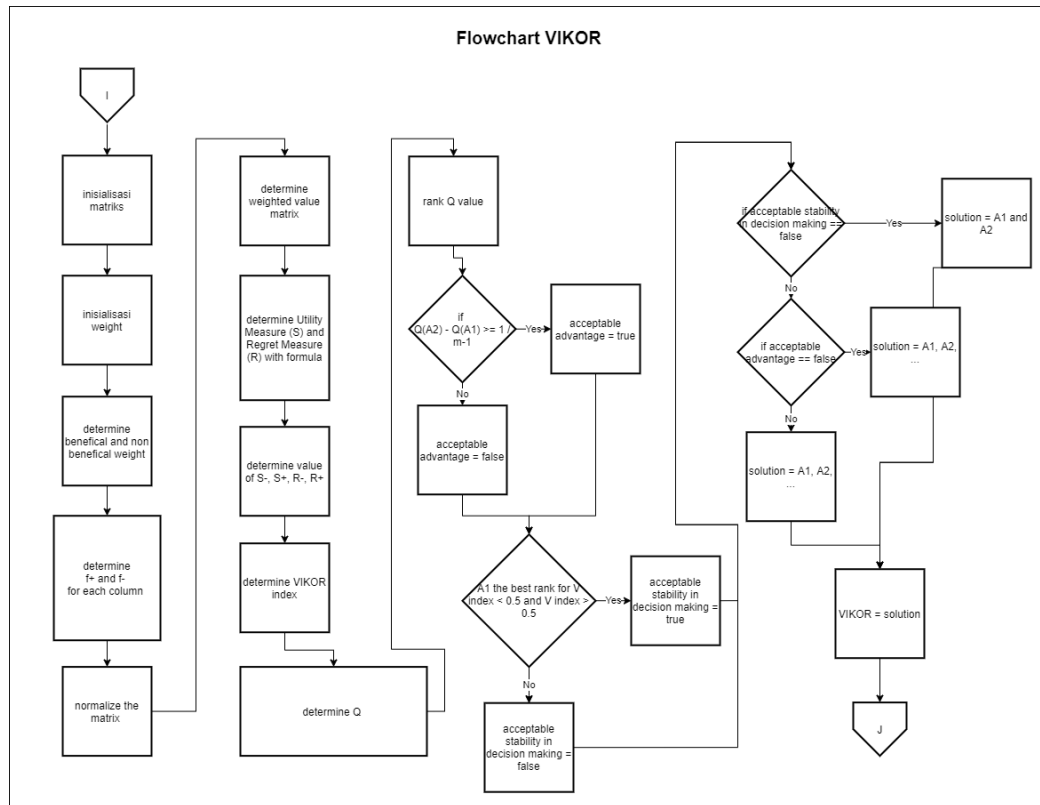 Flowchart VIKOR
I
inisialisasi
matriks
inisialisasi
weight
determine
benefical and non
benefical weight
determine
f+ and f-
for each column
normalize the
matrix
determine
weighted value
matrix
determine Utility
Measure (S) and
Regret Measure
(R) with formula
determine value
of S-, S+, R-, R+
determine VIKOR
index
determine Q
rank Q value
if
Q(A2) - Q(A1) >= 1 /
m-1
Yes
acceptable
advantage = true
No
acceptable
advantage = false
A1 the best rank for V
index < 0.5 and V index >
0.5
Yes
acceptable
stability in
decision making =
true
No
acceptable
stability in
decision making =
false
if acceptable stability
in decision making ==
false
Yes
solution = A1 and
A2
No
if acceptable
advantage == false
Yes
solution = A1, A2,
...
No
solution = A1, A2,
...
VIKOR = solution
J